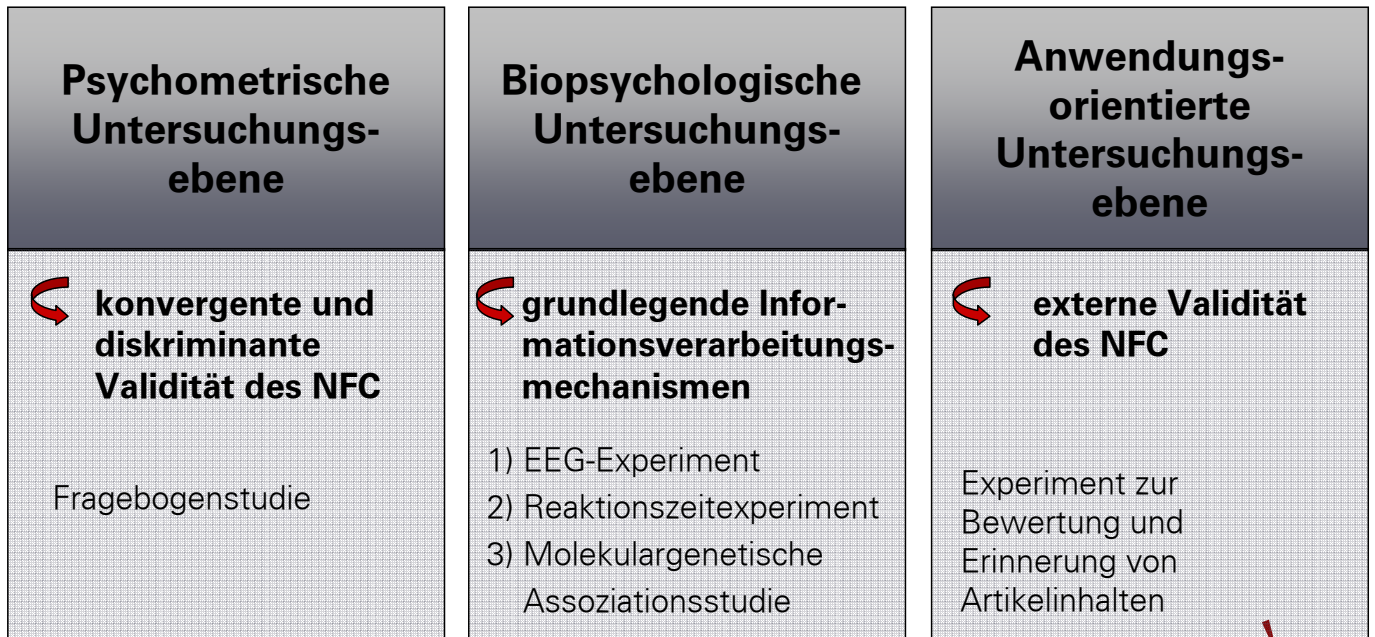 Psychometrische
Untersuchungs-
ebene
konvergente und
diskriminante
Validität des NFC
Fragebogenstudie
Biopsychologische
Untersuchungs-
ebene
grundlegende Infor-
mationsverarbeitungs-
mechanismen
1) EEG-Experiment
2) Reaktionszeitexperiment
3) Molekulargenetische
Assoziationsstudie
Anwendungs-
orientierte
Untersuchungs-
ebene
externe Validität
des NFC
Experiment zur
Bewertung und
Erinnerung von
Artikelinhalten